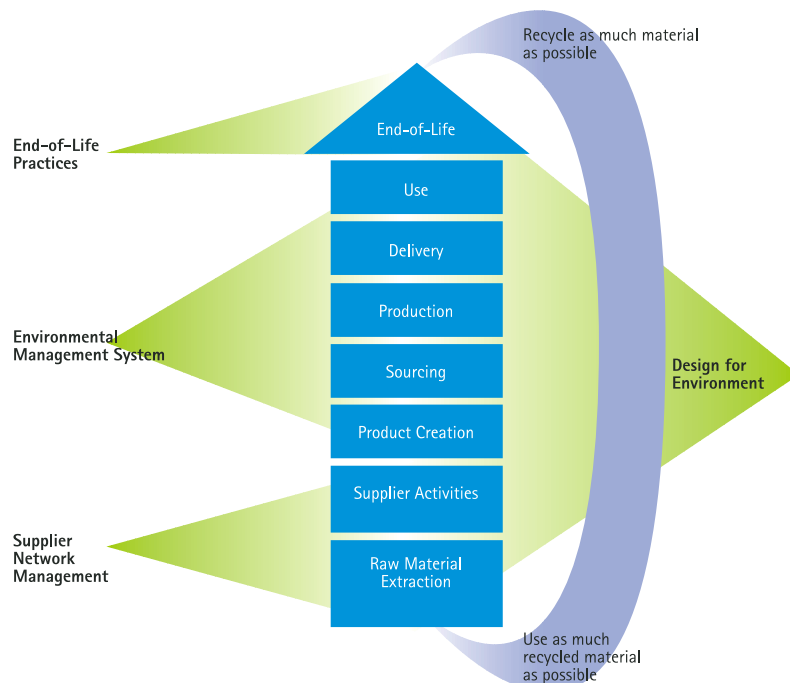 Recycle as much material
as possible
End-of-Life
End-of-Life
Practices
Use
Delivery
Production
Environmental
Management System
Sourcing
Design for
Environment
Product Creation
Supplier Activities
Supplier
Network
Management
Raw Material
Extraction
Use as much
recycled material
as possible